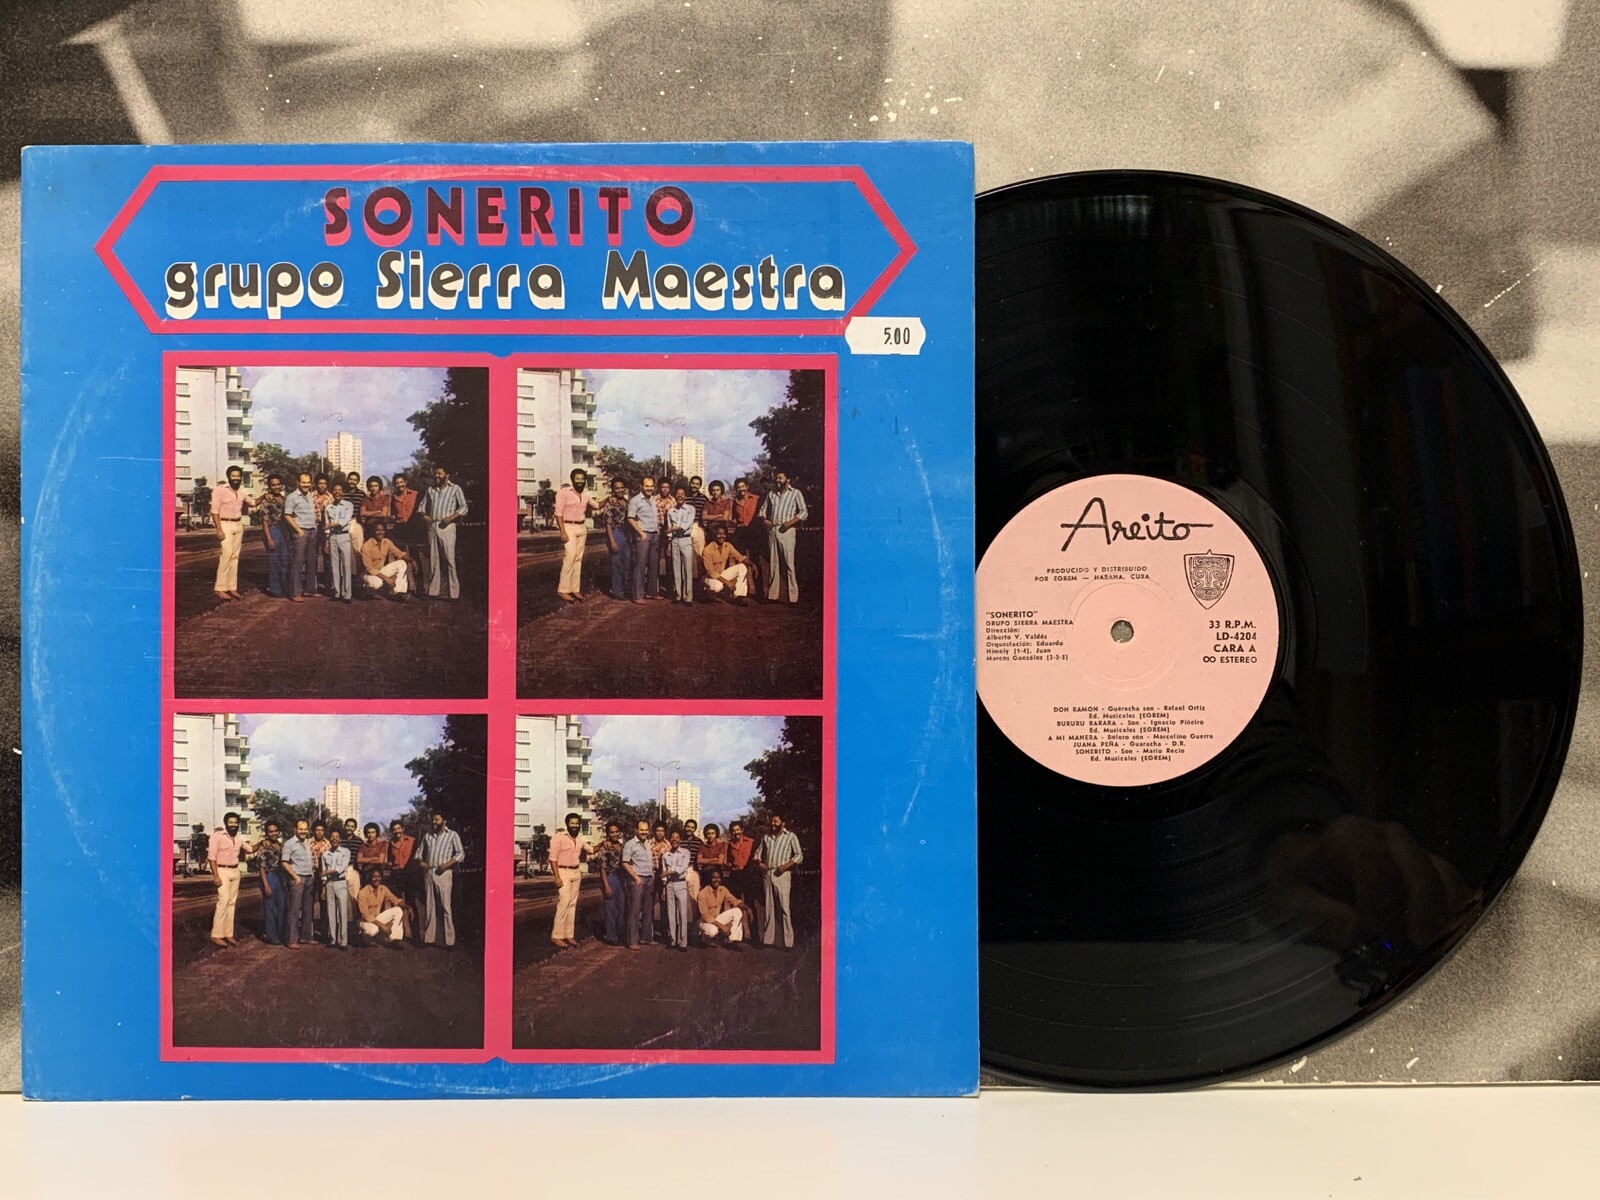 SONERITO
grupo Sierra Maestra
5.00
Areito
PRODUCIDO Y DISTRIBUIDO
POR EGREM — HABANA, CUBA
"SONERITO"
GRUPO SIERRA MAESTRA
Dirección:
Alberto V. Valdés
Orquestación: Eduardo
Himely [1-4], Juan
Marcos González [2-3-5]
33 R.P.M.
LD-4204
CARA A
OO ESTEREO
DON RAMON - Guaracha son - Rafael Ortiz
Ed. Musicales [EGREM]
BURURU BARARA - Son - Ignacio Piñeiro
Ed. Musicales [EGREM]
A MI MANERA - Bolero son - Marcelino Guerra
JUANA PEÑA - Guaracha - D.R.
SONERITO - Son - Mario Recio
Ed. Musicales [EGREM]